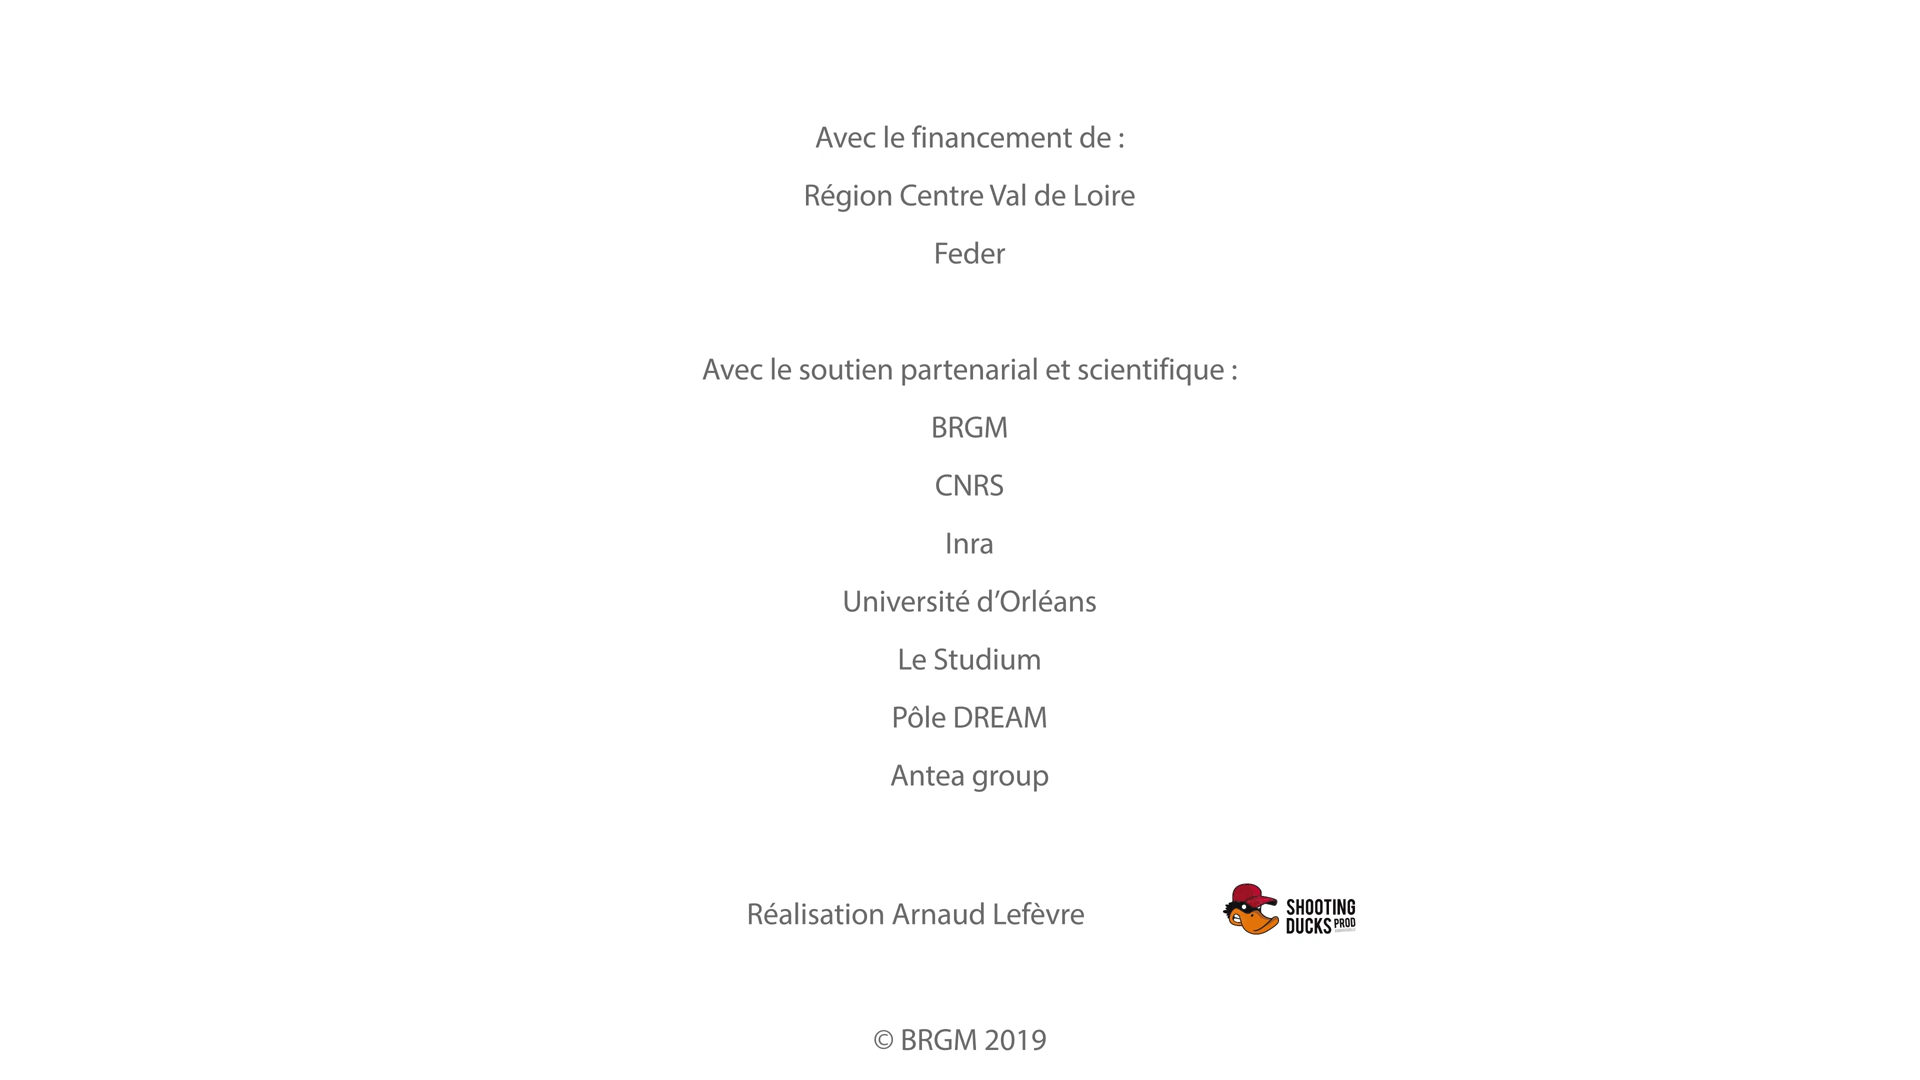 Avec le financement de :
Région Centre Val de Loire
Feder
Avec le soutien partenarial et scientifique :
BRGM
CNRS
Inra
Université d’Orléans
Le Studium
Pôle DREAM
Antea group
Réalisation Arnaud Lefèvre
SHOOTING
DUCKS PROD
© BRGM 2019